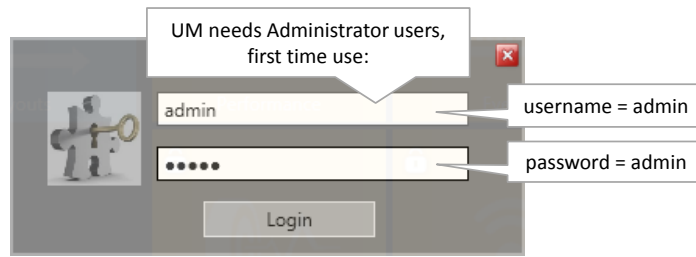 UM needs Administrator users,
first time use:
admin
username = admin
●●●●●
password = admin
Login